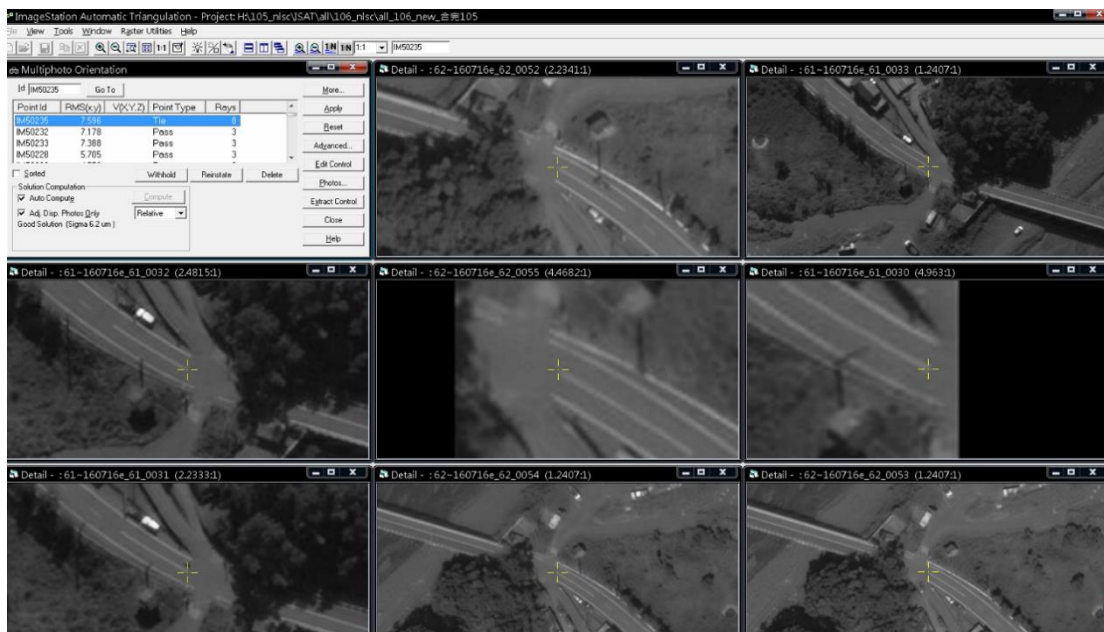 ImageStation Automatic Triangulation - Project: H:\105_nlsc\ISAT\all\106_nlsc\all_106_new_含完105
View Tools Window Raster Utilities Help
1:1 1:N 1:N 1:1 IM50235
Multiphoto Orientation
Id IM50235 Go To More...
Point Id RMS(x,y) V(X,Y,Z) Point Type Rays
IM50235 7.596 Tie 8
IM50232 7.178 Pass 3
IM50233 7.388 Pass 3
IM50228 5.705 Pass 3
Apply
Reset
Advanced...
Edit Control
Photos...
Extract Control
Close
Help
Sorted Withhold Reinstate Delete
Solution Computation
Auto Compute Compute
Adj. Disp. Photos Only Relative
Good Solution (Sigma 6.2 um )
Detail - :62~160716e_62_0052 (2.2341:1)
Detail - :61~160716e_61_0033 (1.2407:1)
Detail - :61~160716e_61_0032 (2.4815:1)
Detail - :62~160716e_62_0055 (4.4682:1)
Detail - :61~160716e_61_0030 (4.963:1)
Detail - :61~160716e_61_0031 (2.2333:1)
Detail - :62~160716e_62_0054 (1.2407:1)
Detail - :62~160716e_62_0053 (1.2407:1)